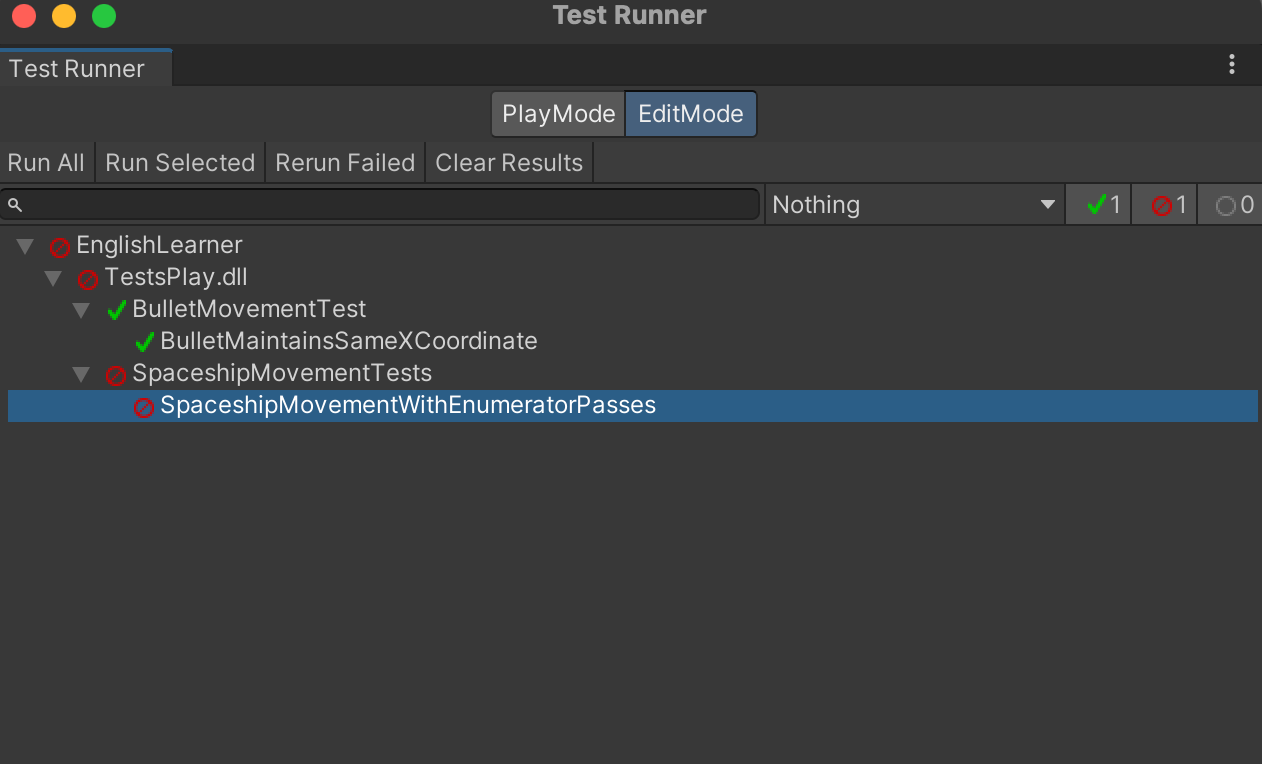 Test Runner
Test Runner
PlayMode EditMode
Run All Run Selected Rerun Failed Clear Results
Nothing 1 1 0
EnglishLearner
TestsPlay.dll
BulletMovementTest
BulletMaintainsSameXCoordinate
SpaceshipMovementTests
SpaceshipMovementWithEnumeratorPasses